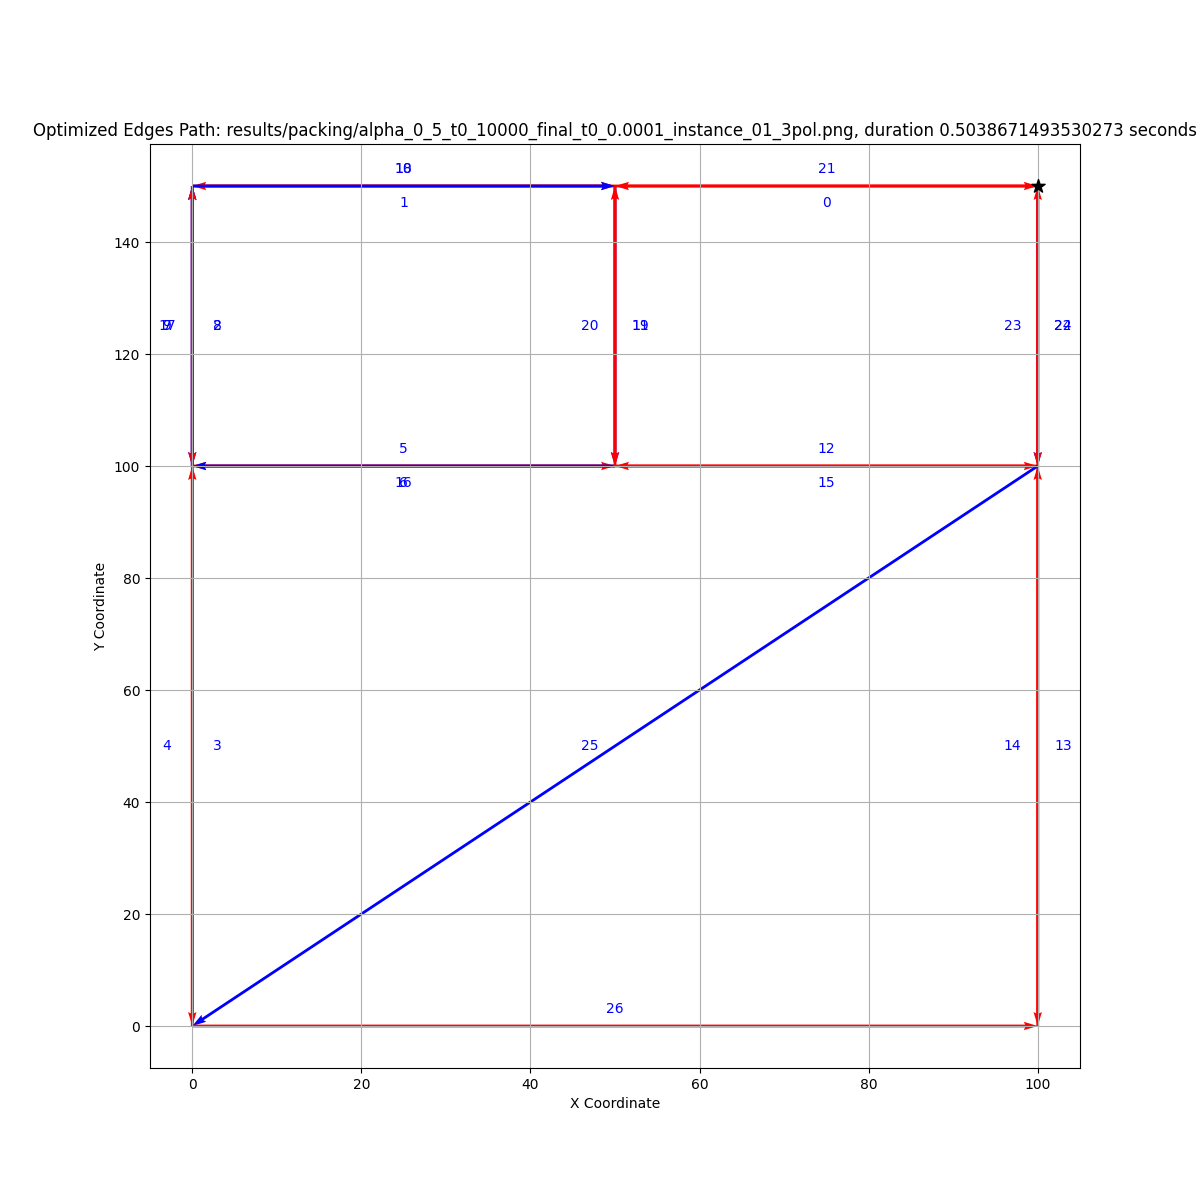 Optimized Edges Path: results/packing/alpha_0_5_t0_10000_final_t0_0.0001_instance_01_3pol.png, duration 0.5038671493530273 seconds
21
1 0
140
20 23
120
5 12
100
15
80
Y Coordinate
60
4 3 25 14 13
40
20
26
0
0 20 40 60 80 100
X Coordinate